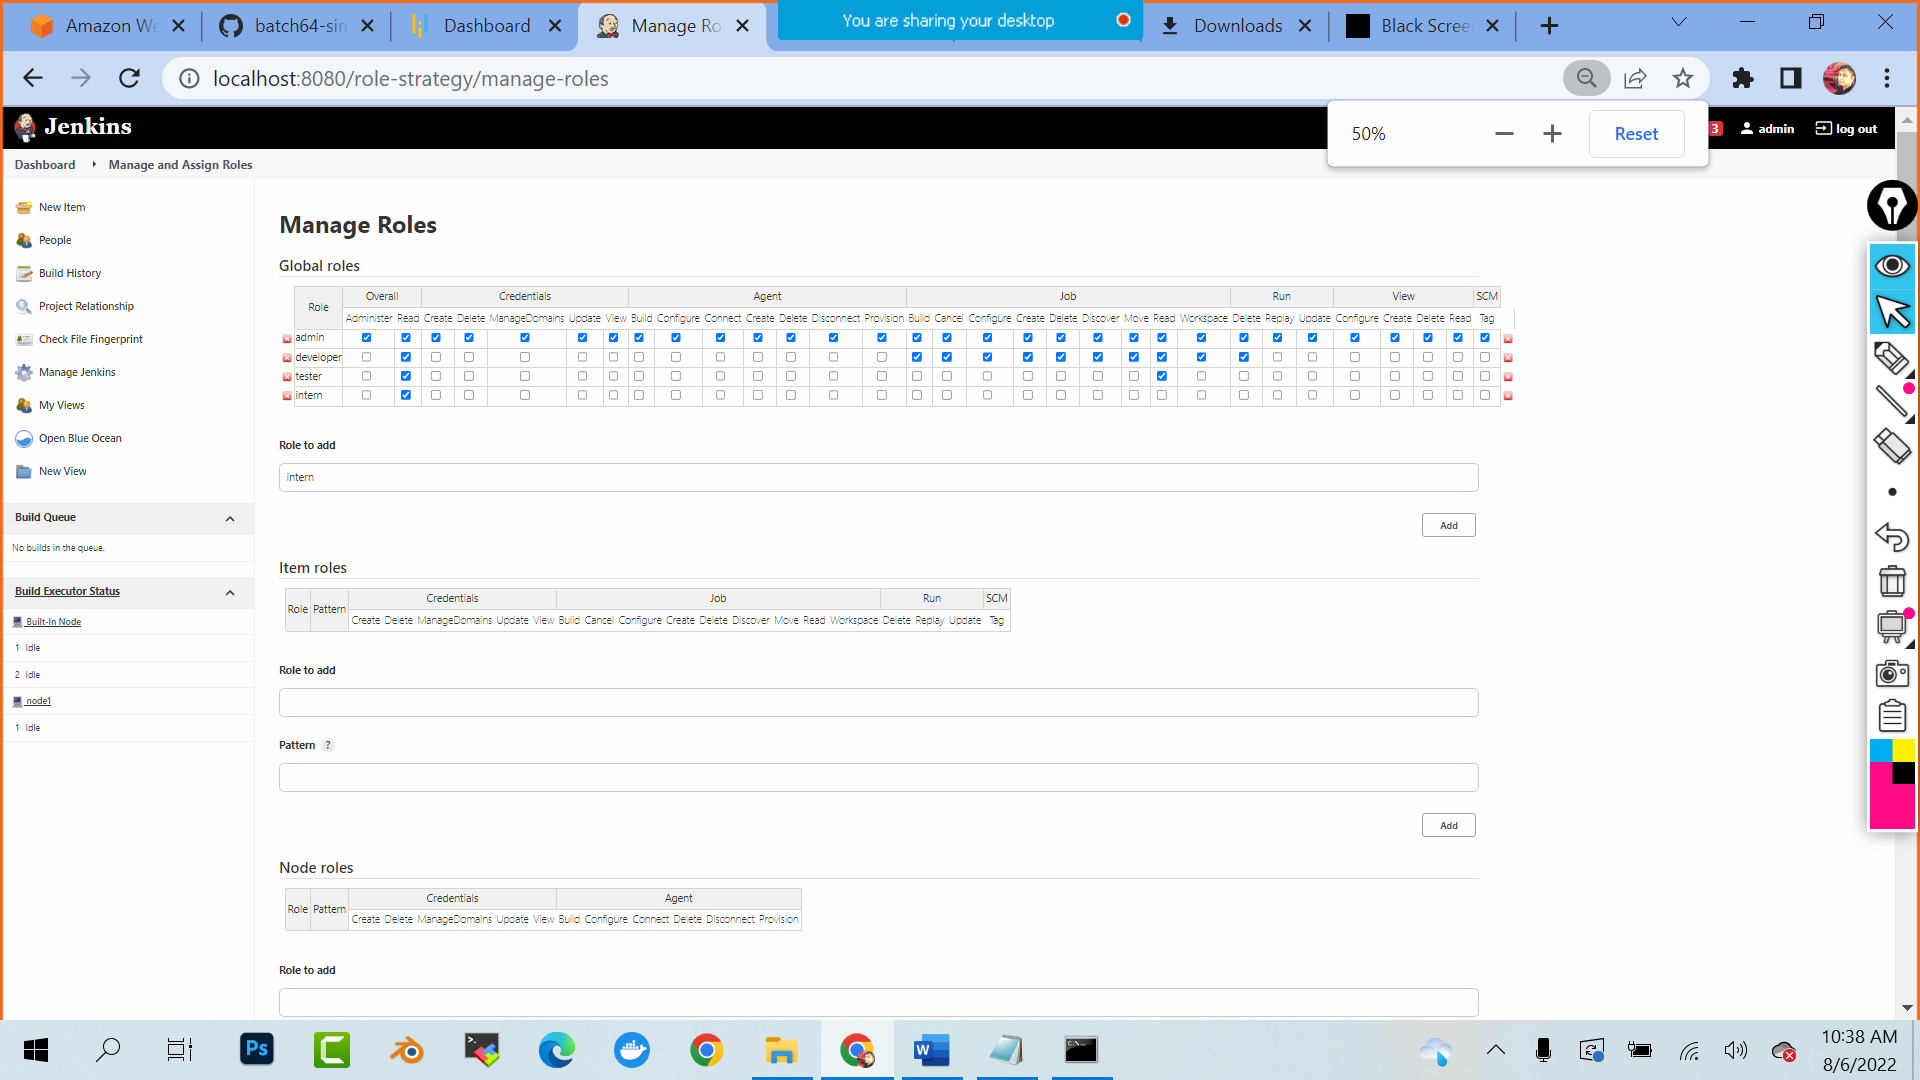 Amazon We
batch64-sim
Dashboard
Manage Ro
You are sharing your desktop
Downloads
Black Scree
localhost:8080/role-strategy/manage-roles
50%
Reset
Jenkins
3
admin
log out
Dashboard
Manage and Assign Roles
New Item
People
Build History
Project Relationship
Check File Fingerprint
Manage Jenkins
My Views
Open Blue Ocean
New View
Build Queue
No builds in the queue.
Build Executor Status
Built-In Node
1 Idle
2 Idle
node1
1 Idle
Manage Roles
Global roles
Role Overall Credentials Agent Job Run View SCM
Administer Read Create Delete ManageDomains Update View Build Configure Connect Create Delete Disconnect Provision Build Cancel Configure Create Delete Discover Move Read Workspace Delete Replay Update Configure Create Delete Read Tag
admin
developer
tester
intern
Role to add
intern
Add
Item roles
Role Pattern Credentials Job Run SCM
Create Delete ManageDomains Update View Build Cancel Configure Create Delete Discover Move Read Workspace Delete Replay Update Tag
Role to add
Pattern ?
Add
Node roles
Role Pattern Credentials Agent
Create Delete ManageDomains Update View Build Configure Connect Delete Disconnect Provision
Role to add
Ps
C
W
10:38 AM
8/6/2022